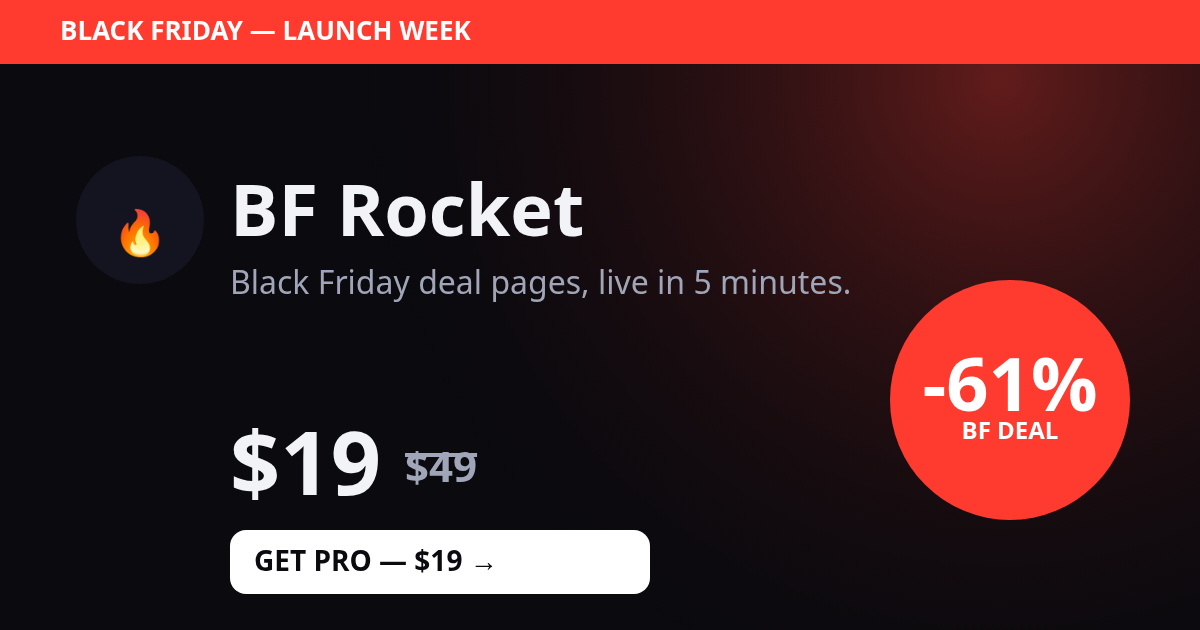 BLACK FRIDAY — LAUNCH WEEK
BF Rocket
Black Friday deal pages, live in 5 minutes.
-61%
BF DEAL
$19 $49
GET PRO — $19 →